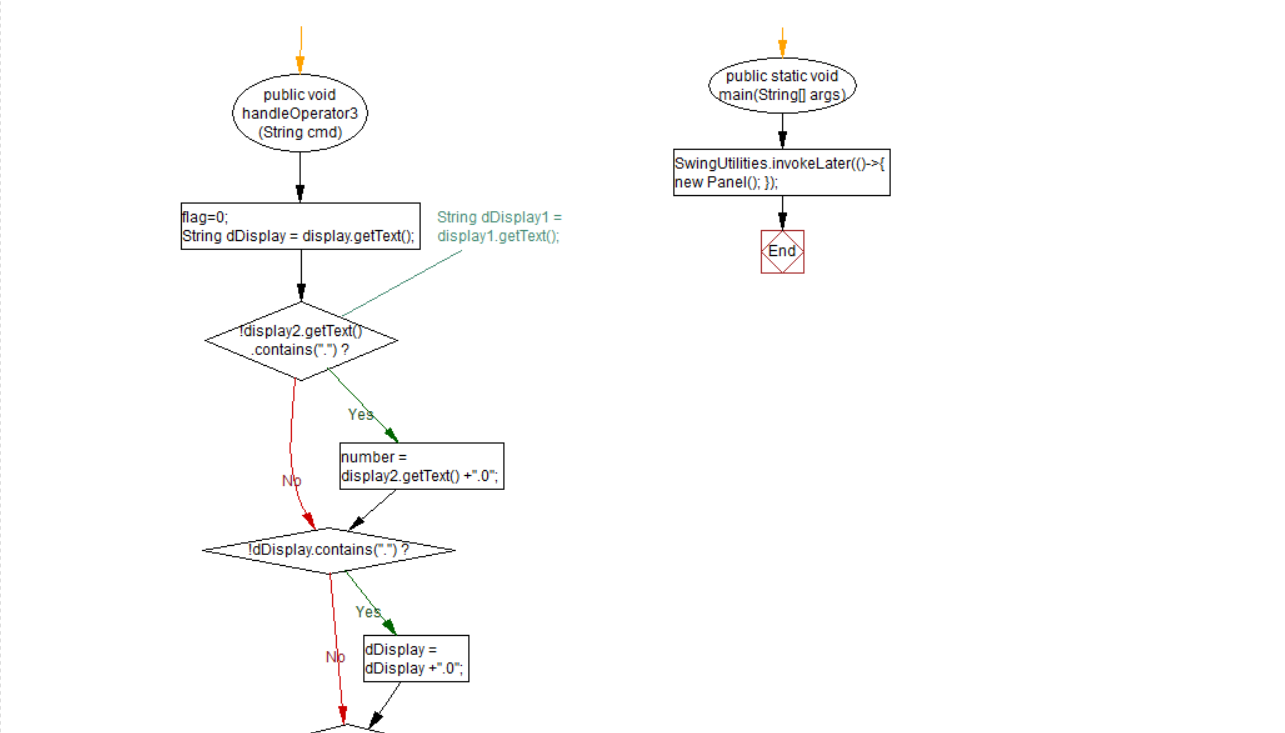 public void
handleOperator3
(String cmd)
flag=0;
String dDisplay = display.getText();
String dDisplay1 =
display1.getText();
!display2.getText()
.contains(".") ?
Yes
number =
display2.getText() +".0";
No
!dDisplay.contains(".") ?
Yes
dDisplay =
dDisplay +".0";
No
public static void
main(String[] args)
SwingUtilities.invokeLater(()->{
new Panel(); });
End